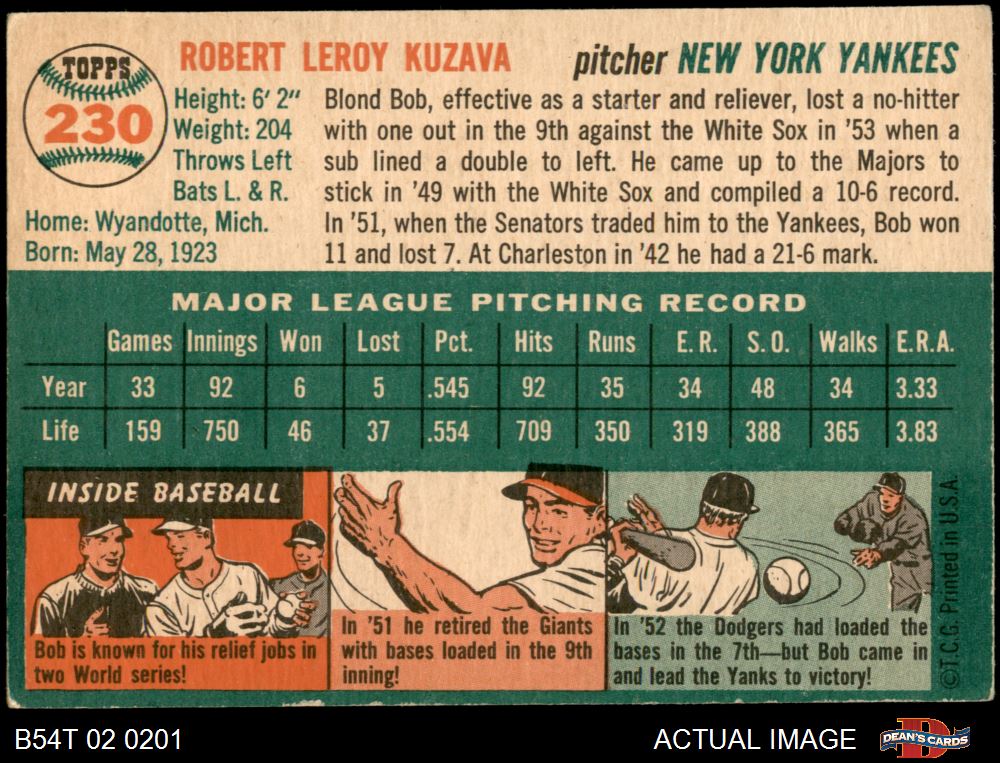 TOPPS
230
ROBERT LEROY KUZAVA
pitcher NEW YORK YANKEES
Height: 6' 2"
Weight: 204
Throws Left
Bats L. & R.
Home: Wyandotte, Mich.
Born: May 28, 1923
Blond Bob, effective as a starter and reliever, lost a no-hitter
with one out in the 9th against the White Sox in '53 when a
sub lined a double to left. He came up to the Majors to
stick in '49 with the White Sox and compiled a 10-6 record.
In '51, when the Senators traded him to the Yankees, Bob won
11 and lost 7. At Charleston in '42 he had a 21-6 mark.
MAJOR LEAGUE PITCHING RECORD
Games Innings Won Lost Pct. Hits Runs E. R. S. O. Walks E.R.A.
Year 33 92 6 5 .545 92 35 34 48 34 3.33
Life 159 750 46 37 .554 709 350 319 388 365 3.83
INSIDE BASEBALL
Bob is known for his relief jobs in
two World series!
In '51 he retired the Giants
with bases loaded in the 9th
inning!
In '52 the Dodgers had loaded the
bases in the 7th—but Bob came in
and lead the Yanks to victory!
©T.C.G. Printed in U.S.A.
B54T 02 0201
ACTUAL IMAGE
DEAN'S CARDS